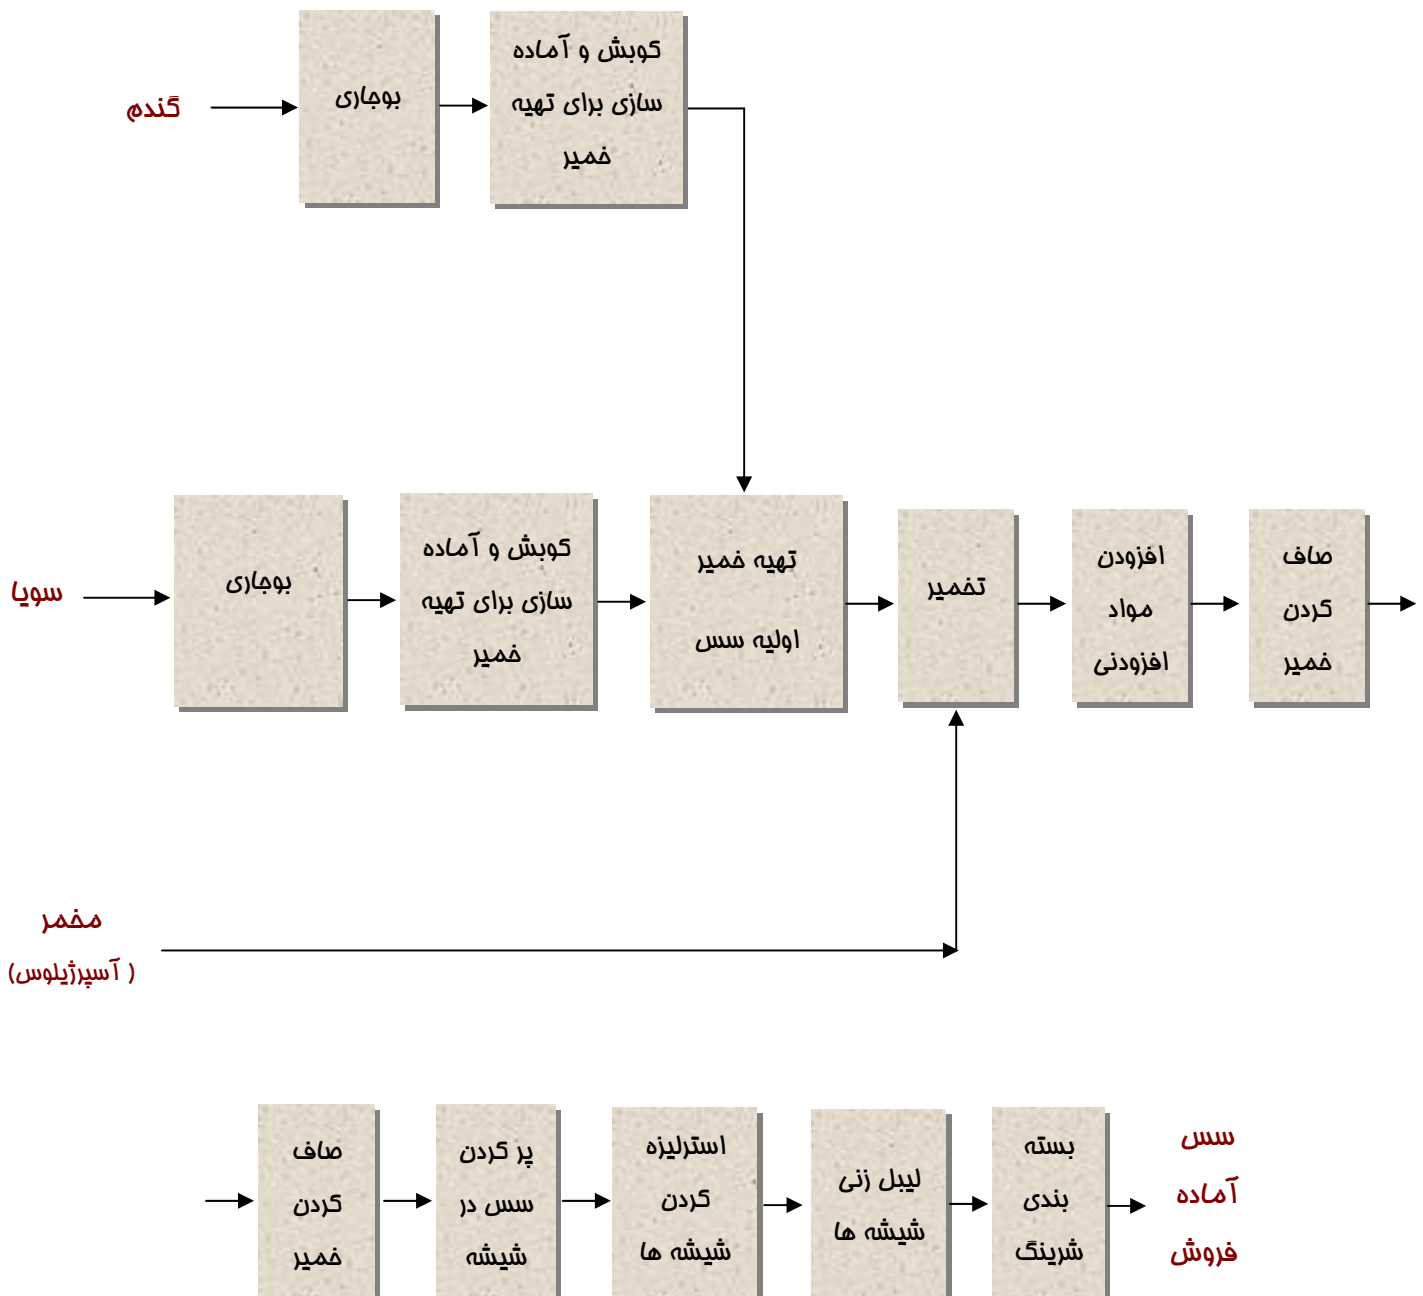 گندم
بوجاری
کوبش و آماده
سازی برای تهیه
خمیر
سویا
بوجاری
کوبش و آماده
سازی برای تهیه
خمیر
تهیه خمیر
اولیه سس
تخمیر
افزودن
مواد
افزودنی
صاف
کردن
خمیر
مخمر
( آسپرژیلوس)
صاف
کردن
خمیر
پر کردن
سس در
شیشه
استرلیزه
کردن
شیشه ها
لیبل زنی
شیشه ها
بسته
بندی
شرینگ
سس
آماده
فروش